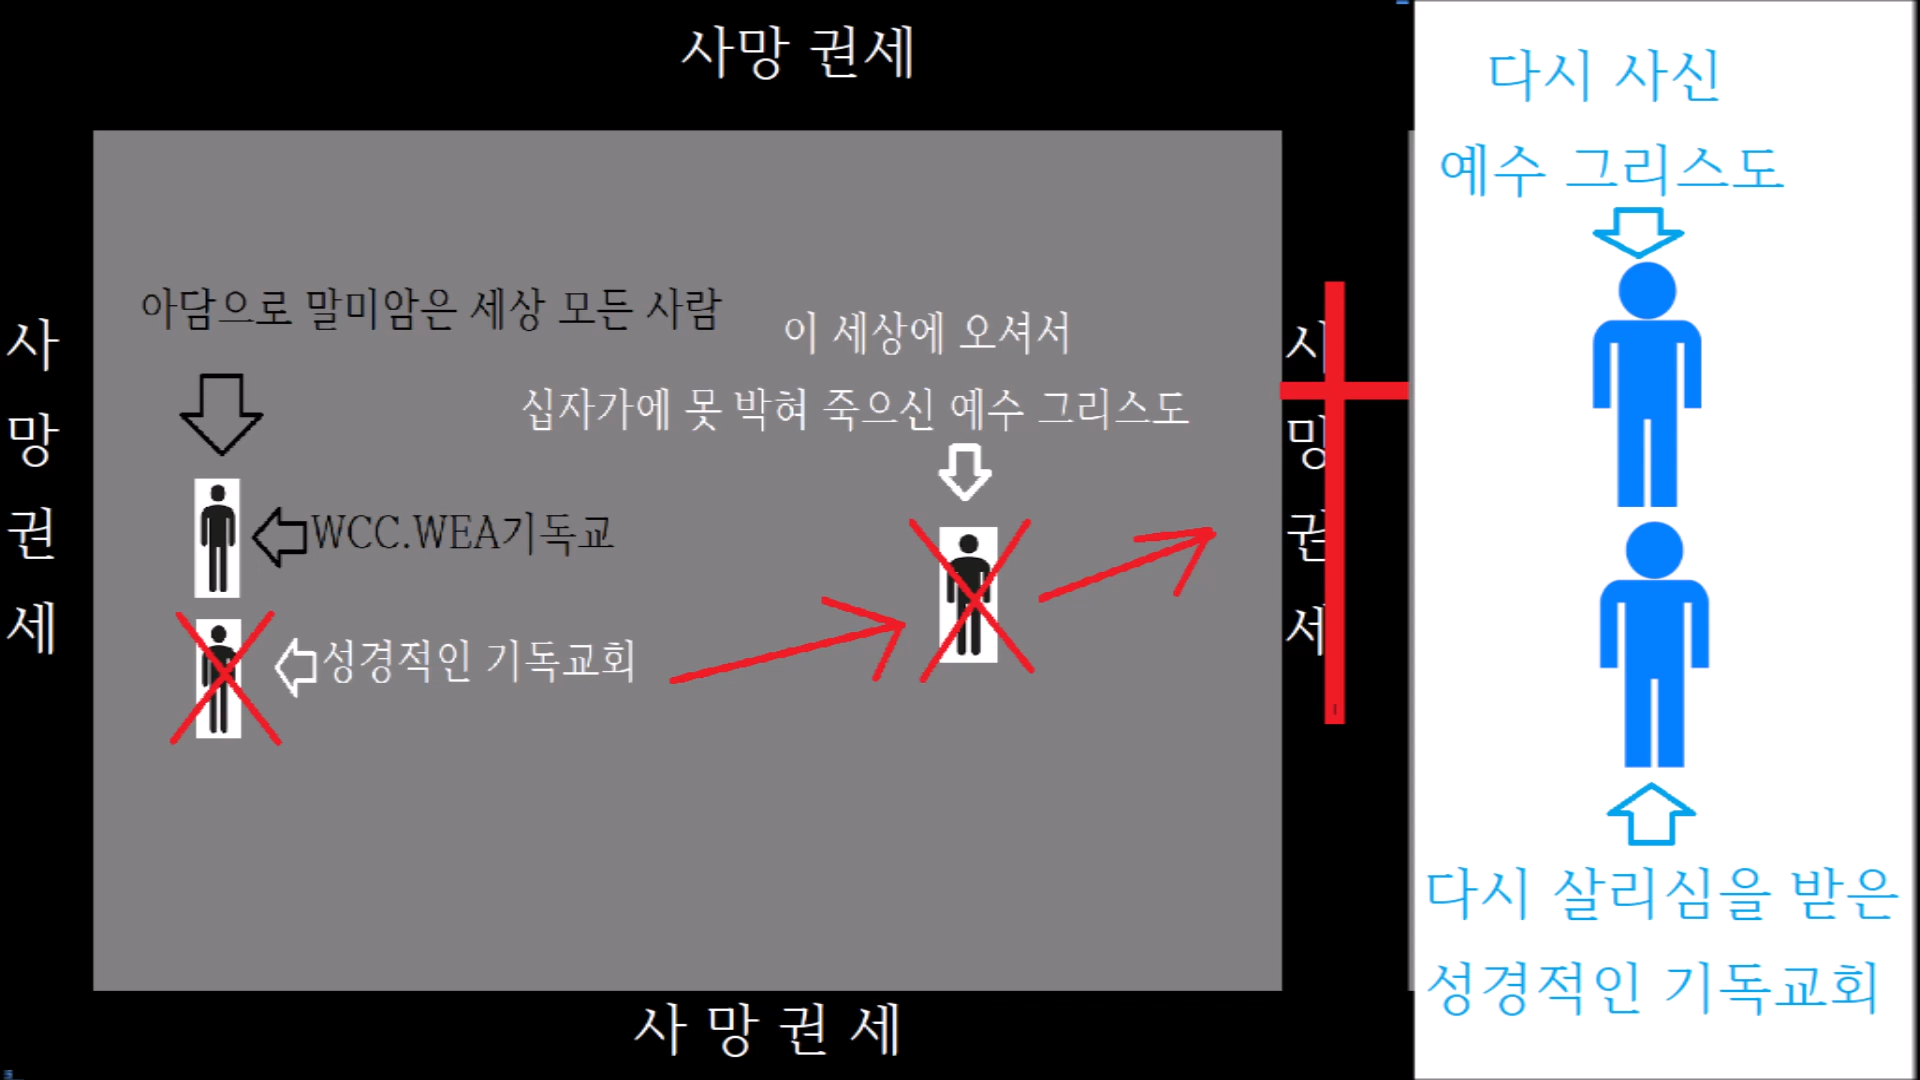 사망 권세
다시 사신
예수 그리스도
아담으로 말미암은 세상 모든 사람
이 세상에 오셔서
십자가에 못 박혀 죽으신 예수 그리스도
사
망
권
세
사
망
권
세
WCC.WEA기독교
성경적인 기독교회
다시 살리심을 받은
성경적인 기독교회
사 망 권 세